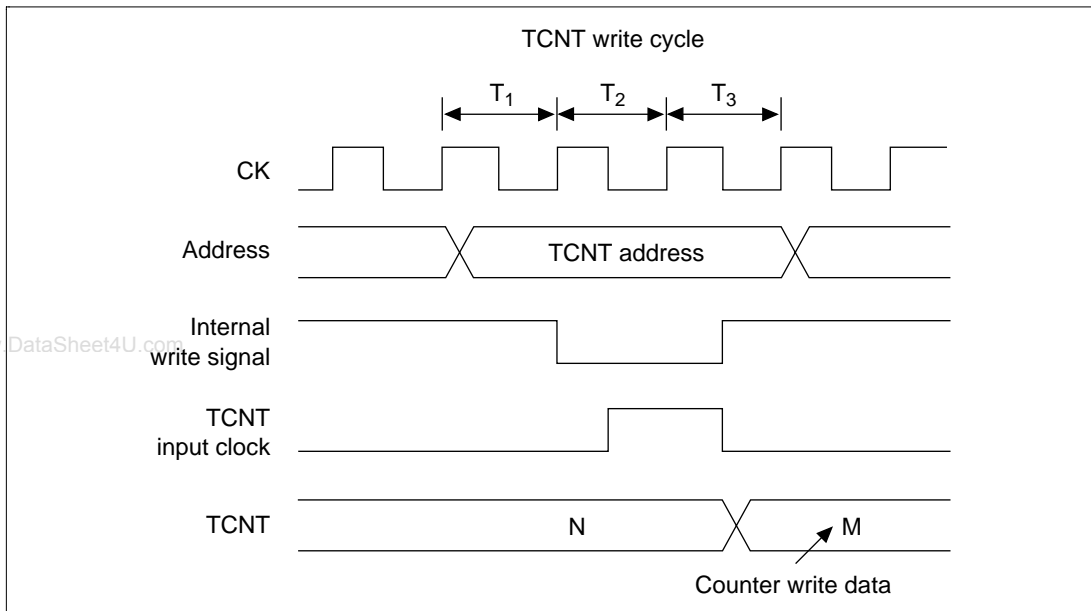 TCNT write cycle
T1 T2 T3
CK
Address
TCNT address
Internal
write signal
.DataSheet4U.com
TCNT
input clock
TCNT
N
M
Counter write data